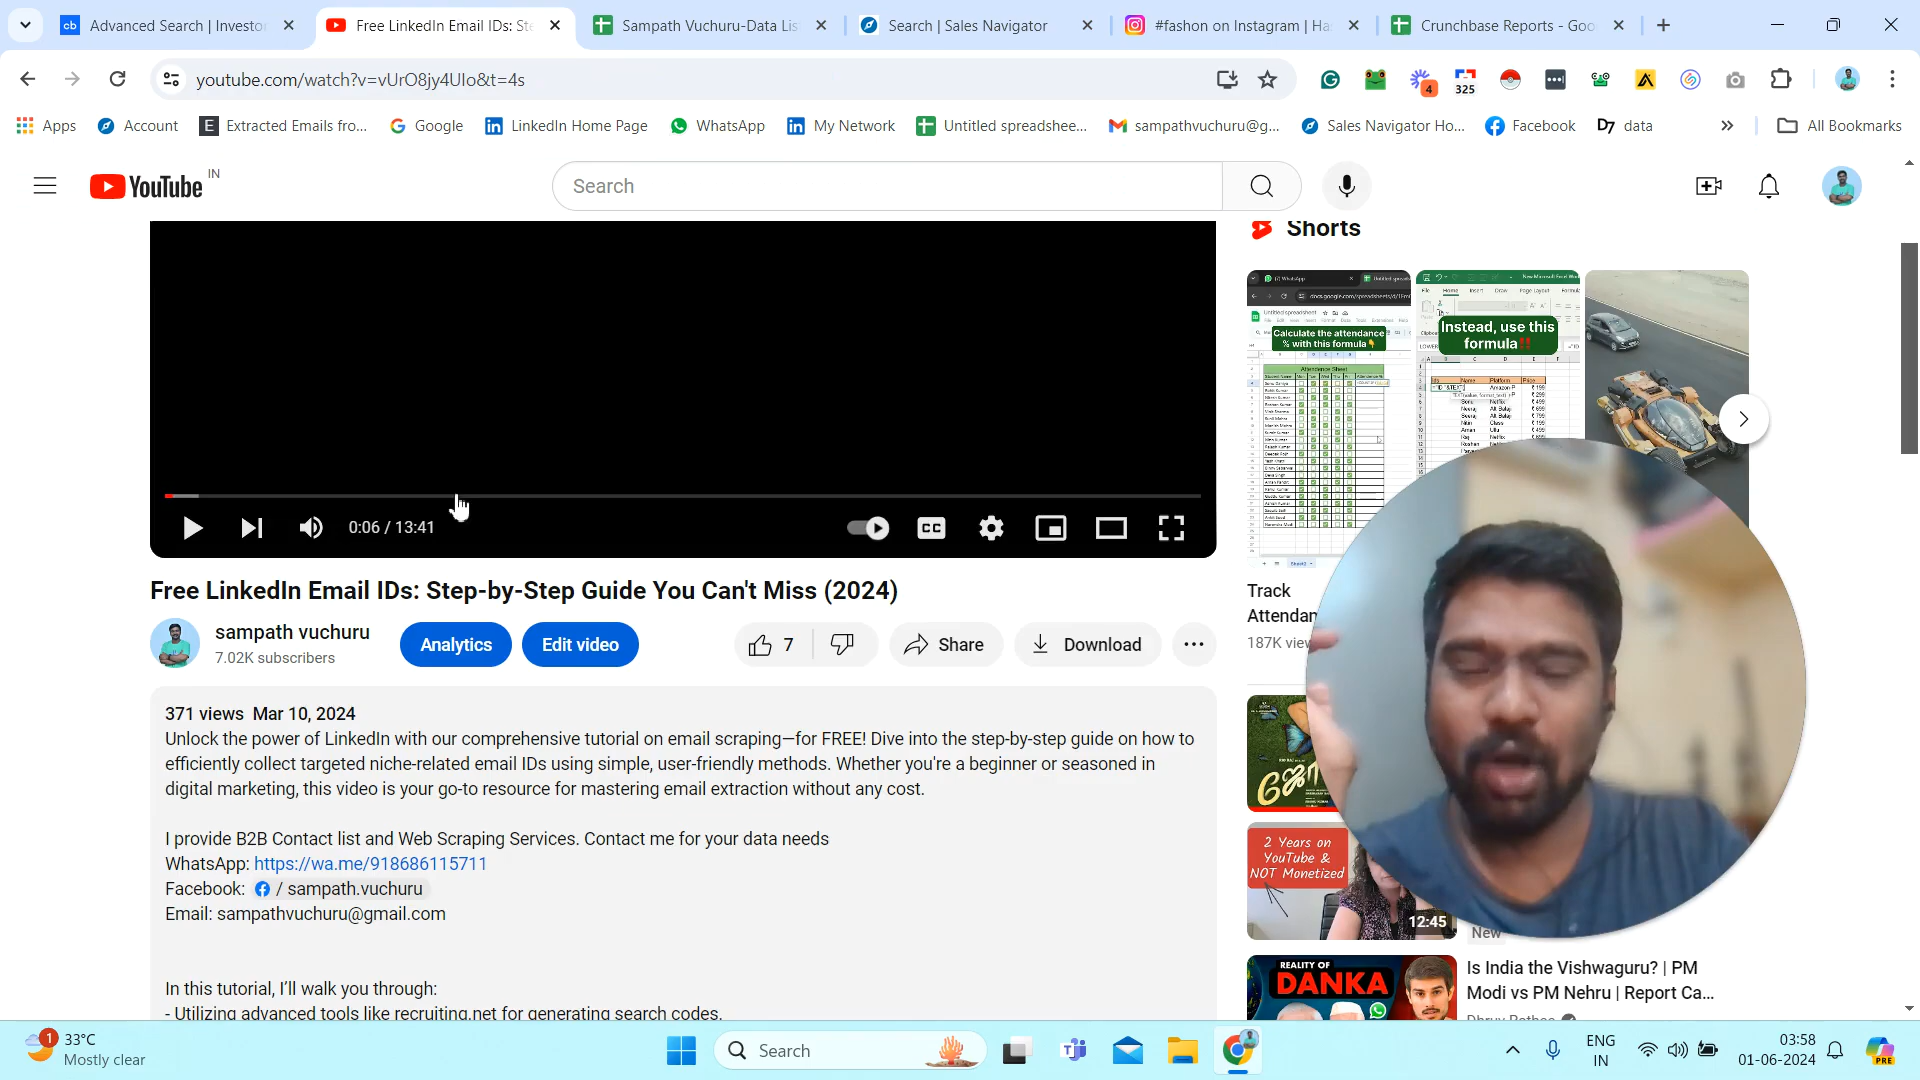 Advanced Search | Investo
Free LinkedIn Email IDs: Ste
Sampath Vuchuru-Data Lis
Search | Sales Navigator
#fashon on Instagram | Ha
Crunchbase Reports - Goo
youtube.com/watch?v=vUrO8jy4UIo&t=4s
4
325
Apps
Account
Extracted Emails fro...
Google
LinkedIn Home Page
WhatsApp
My Network
Untitled spreadshee...
sampathvuchuru@g...
Sales Navigator Ho...
Facebook
D7 data
All Bookmarks
YouTube IN
Search
Shorts
Calculate the attendance
% with this formula
Attendence Sheet
Instead, use this
formula!!
0:06 / 13:41
CC
Free LinkedIn Email IDs: Step-by-Step Guide You Can't Miss (2024)
sampath vuchuru
7.02K subscribers
Analytics
Edit video
7
Share
Download
Track
Attendan
187K view
371 views Mar 10, 2024
Unlock the power of LinkedIn with our comprehensive tutorial on email scraping—for FREE! Dive into the step-by-step guide on how to
efficiently collect targeted niche-related email IDs using simple, user-friendly methods. Whether you're a beginner or seasoned in
digital marketing, this video is your go-to resource for mastering email extraction without any cost.
I provide B2B Contact list and Web Scraping Services. Contact me for your data needs
WhatsApp: https://wa.me/918686115711
Facebook: / sampath.vuchuru
Email: sampathvuchuru@gmail.com
In this tutorial, I'll walk you through:
- Utilizing advanced tools like recruiting.net for generating search codes.
2 Years on
YouTube &
NOT Monetized
12:45
New
REALITY OF
DANKA
Is India the Vishwaguru? | PM
Modi vs PM Nehru | Report Ca...
1
33°C
Mostly clear
Search
ENG
IN
03:58
01-06-2024
PRE